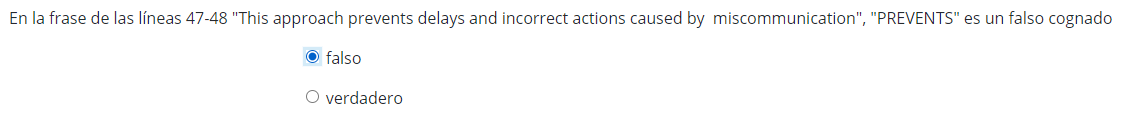 En la frase de las líneas 47-48 "This approach prevents delays and incorrect actions caused by miscommunication", "PREVENTS" es un falso cognado
falso
verdadero